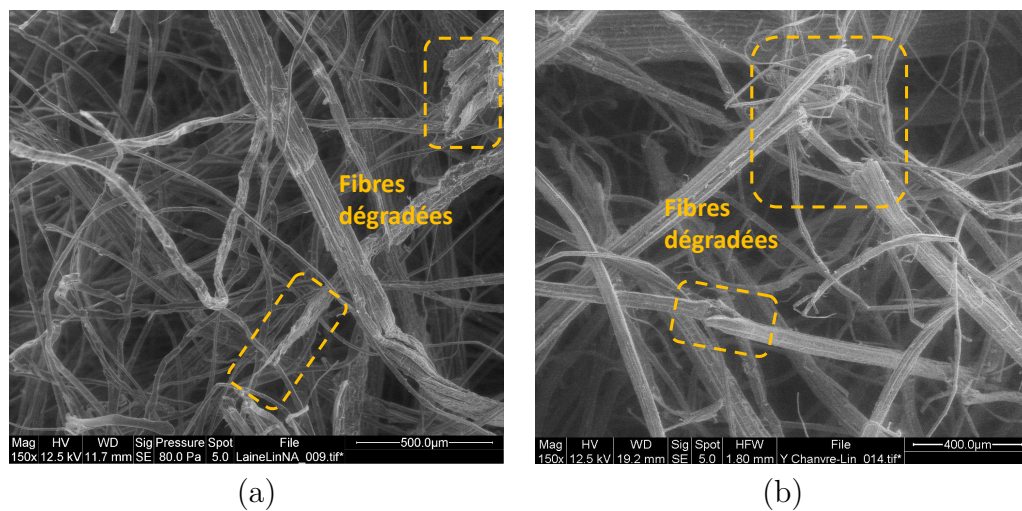 Fibres
dégradées
Mag HV WD Sig Pressure Spot File 500.0µm
150x 12.5 kV 11.7 mm SE 80.0 Pa 5.0 LaineLinNA_009.tif*
(a)
Fibres
dégradées
Mag HV WD Sig Spot HFW File 400.0µm
150x 12.5 kV 19.2 mm SE 5.0 1.80 mm Y Chanvre-Lin_014.tif*
(b)